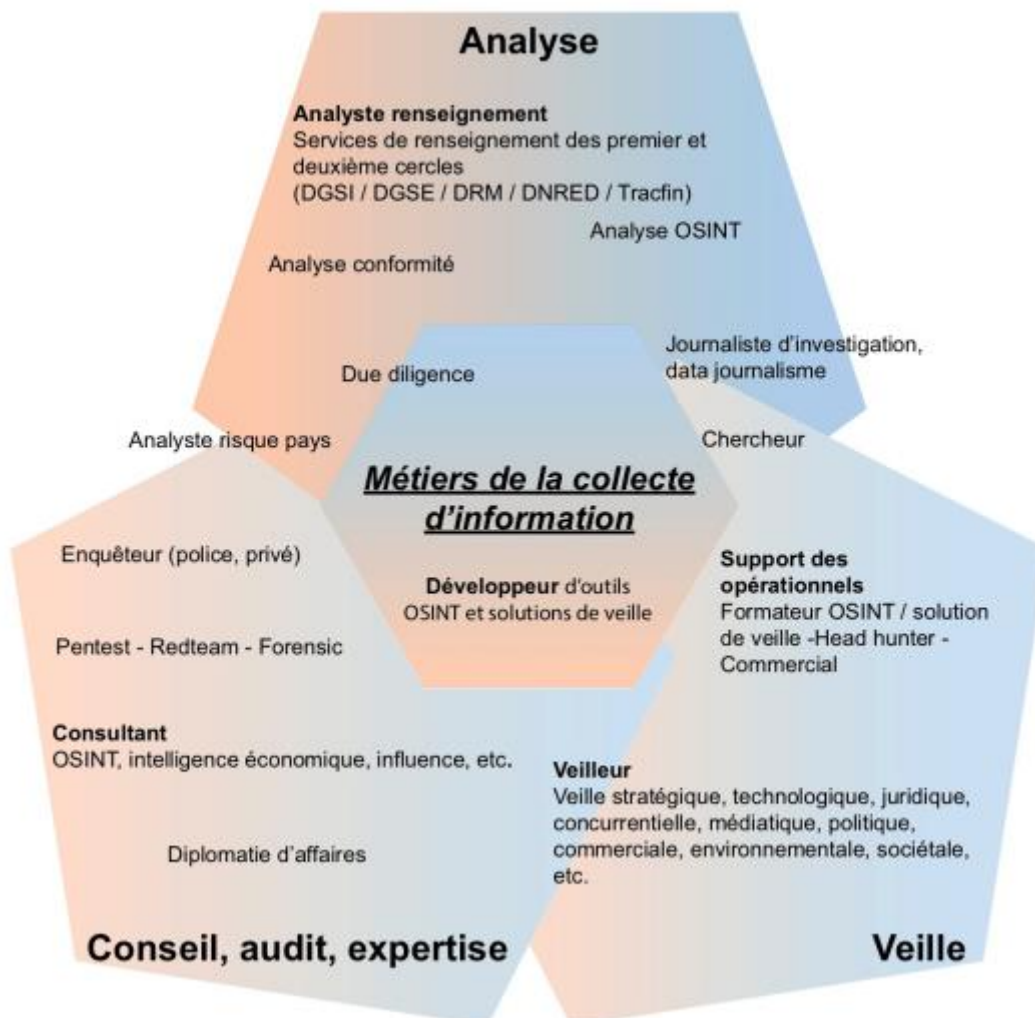 Analyse
Analyste renseignement
Services de renseignement des premier et
deuxième cercles
(DGSI / DGSE / DRM / DNRED / Tracfin)
Analyse OSINT
Analyse conformité
Journaliste d'investigation,
data journalisme
Due diligence
Analyste risque pays
Chercheur
Métiers de la collecte
d'information
Développeur d'outils
OSINT et solutions de veille
Enquêteur (police, privé)
Pentest - Redteam - Forensic
Support des
opérationnels
Formateur OSINT / solution
de veille -Head hunter -
Commercial
Consultant
OSINT, intelligence économique, influence, etc.
Diplomatie d'affaires
Veilleur
Veille stratégique, technologique, juridique,
concurrentielle, médiatique, politique,
commerciale, environnementale, sociétale,
etc.
Conseil, audit, expertise
Veille